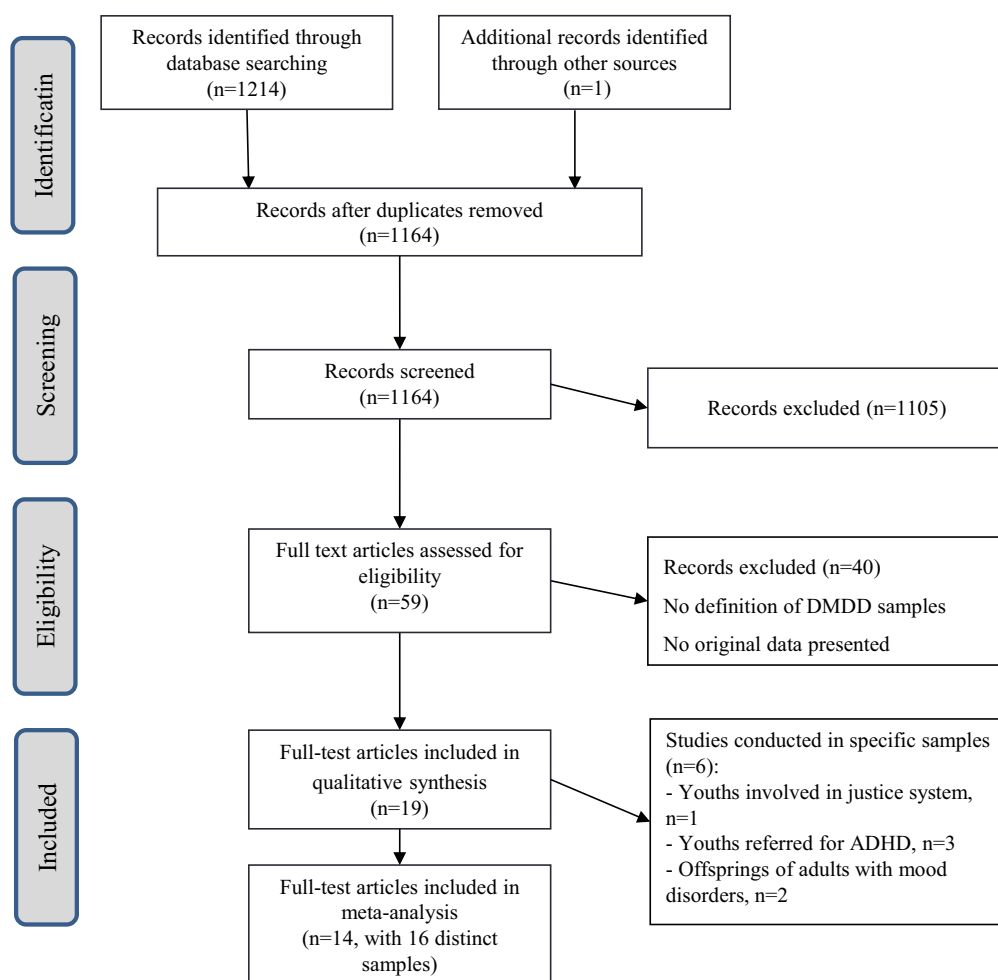 Identificatin
Records identified through
database searching
(n=1214)
Additional records identified
through other sources
(n=1)
Records after duplicates removed
(n=1164)
Screening
Records screened
(n=1164)
Records excluded (n=1105)
Eligibility
Full text articles assessed for
eligibility
(n=59)
Records excluded (n=40)
No definition of DMDD samples
No original data presented
Included
Full-test articles included in
qualitative synthesis
(n=19)
Studies conducted in specific samples
(n=6):
- Youths involved in justice system,
n=1
- Youths referred for ADHD, n=3
- Offsprings of adults with mood
disorders, n=2
Full-test articles included in
meta-analysis
(n=14, with 16 distinct
samples)